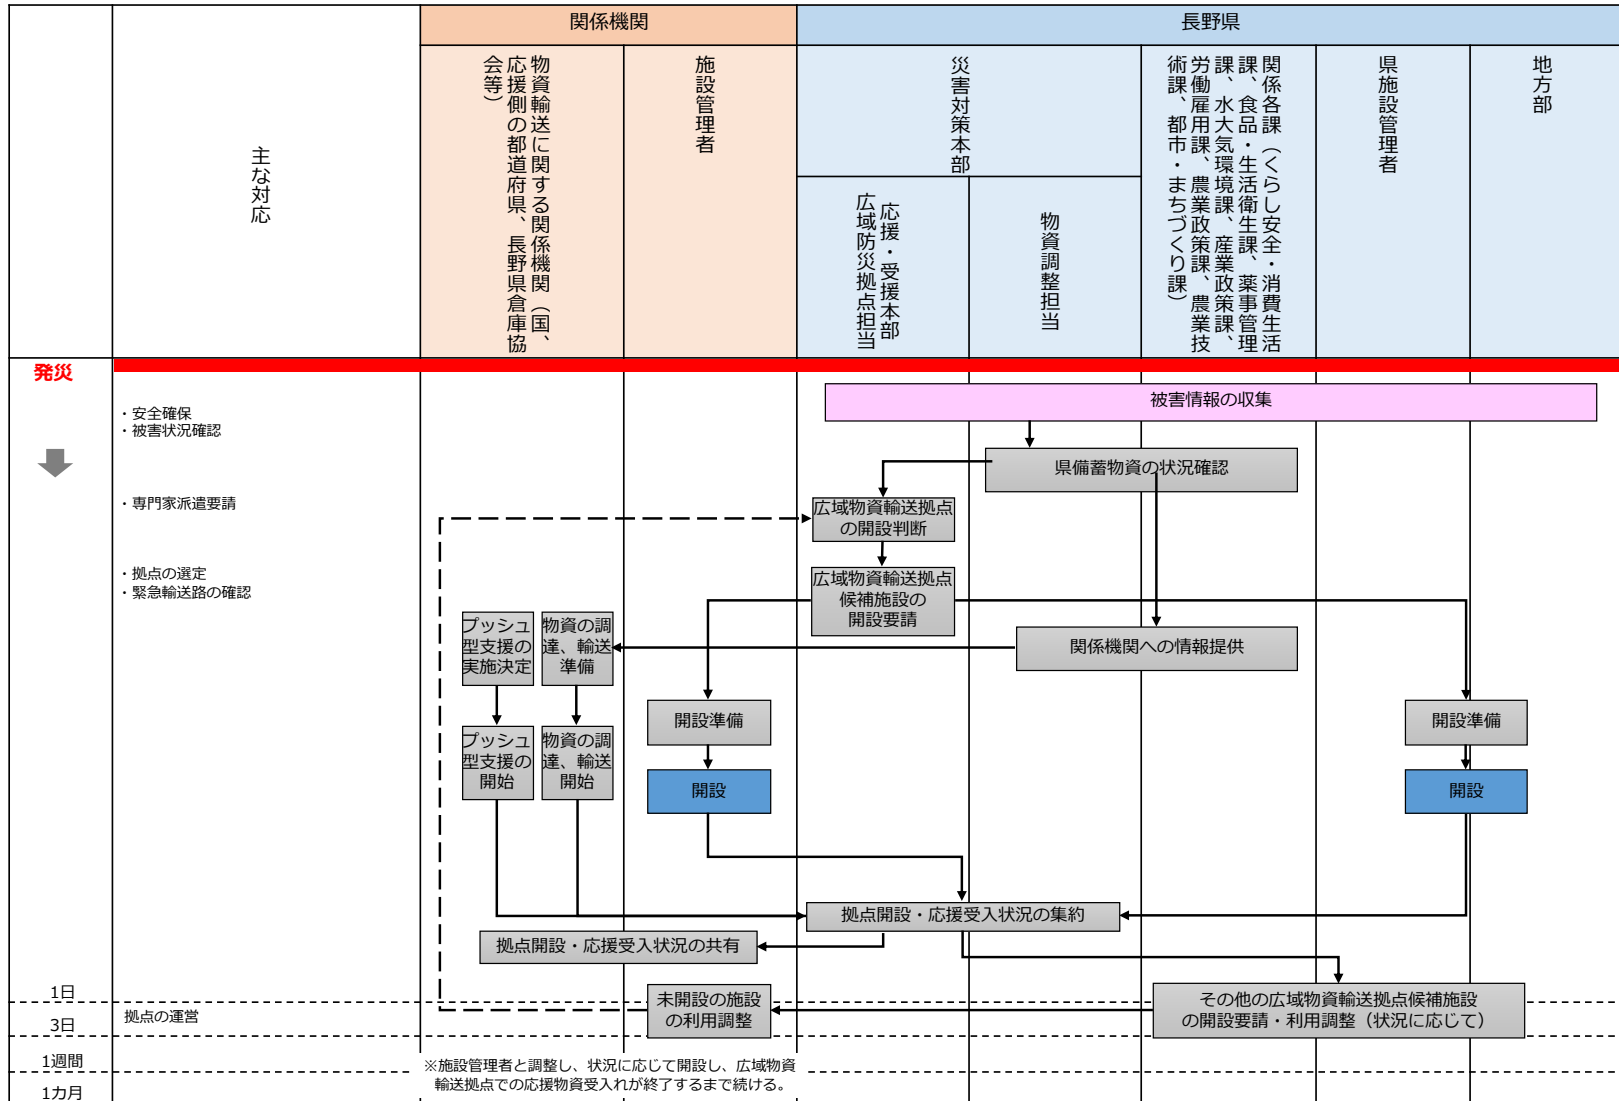 関係機関
長野県
主な対応
物資輸送に関する関係機関（国、
応援側の都道府県、長野県倉庫協
会等）
施設管理者
災害対策本部
応援・受援本部
広域防災拠点担当
物資調整担当
関係各課（くらし安全・消費生活
課、食品・生活衛生課、薬事管理
課、水大気環境課、産業政策課、
労働雇用課、農業政策課、農業技
術課、都市・まちづくり課）
県施設管理者
地方部
発災
被害情報の収集
・安全確保
・被害状況確認
県備蓄物資の状況確認
・専門家派遣要請
広域物資輸送拠点
の開設判断
・拠点の選定
・緊急輸送路の確認
広域物資輸送拠点
候補施設の
開設要請
プッシュ
型支援の
実施決定
物資の調
達、輸送
準備
関係機関への情報提供
開設準備
開設準備
プッシュ
型支援の
開始
物資の調
達、輸送
開始
開設
開設
拠点開設・応援受入状況の集約
拠点開設・応援受入状況の共有
1日
未開設の施設
の利用調整
その他の広域物資輸送拠点候補施設
の開設要請・利用調整（状況に応じて）
3日
拠点の運営
1週間
※施設管理者と調整し、状況に応じて開設し、広域物資
輸送拠点での応援物資受入れが終了するまで続ける。
1カ月